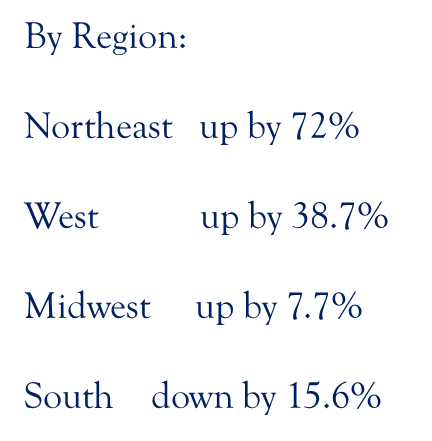 By Region:
Northeast up by 72%
West up by 38.7%
Midwest up by 7.7%
South down by 15.6%